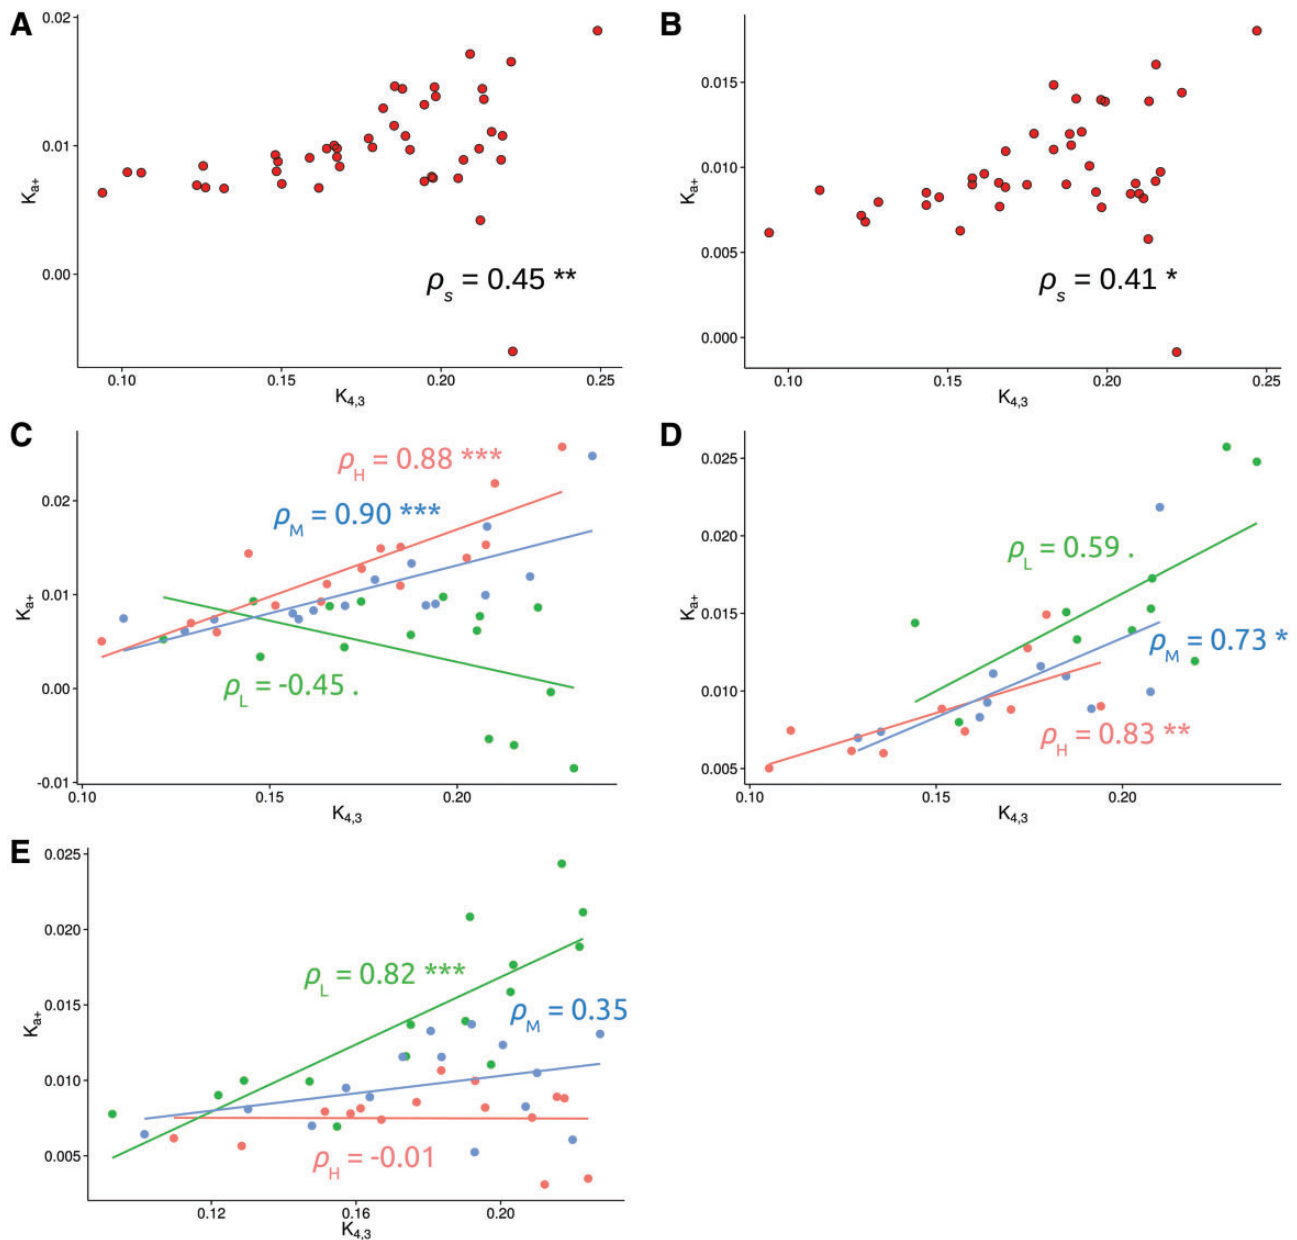 A
0.02
0.01
0.00
Ka+
ρs = 0.45 **
0.10 0.15 0.20 0.25
K4,3
B
0.015
0.010
0.005
0.000
Ka+
ρs = 0.41 *
0.10 0.15 0.20 0.25
K4,3
C
ρH = 0.88 ***
ρM = 0.90 ***
ρL = -0.45 .
0.02
0.01
0.00
-0.01
Ka+
0.10 0.15 0.20
K4,3
D
0.025
0.020
0.015
0.010
0.005
Ka+
ρL = 0.59 .
ρM = 0.73 *
ρH = 0.83 **
0.10 0.15 0.20
K4,3
E
0.025
0.020
0.015
0.010
0.005
Ka+
ρL = 0.82 ***
ρM = 0.35
ρH = -0.01
0.12 0.16 0.20
K4,3